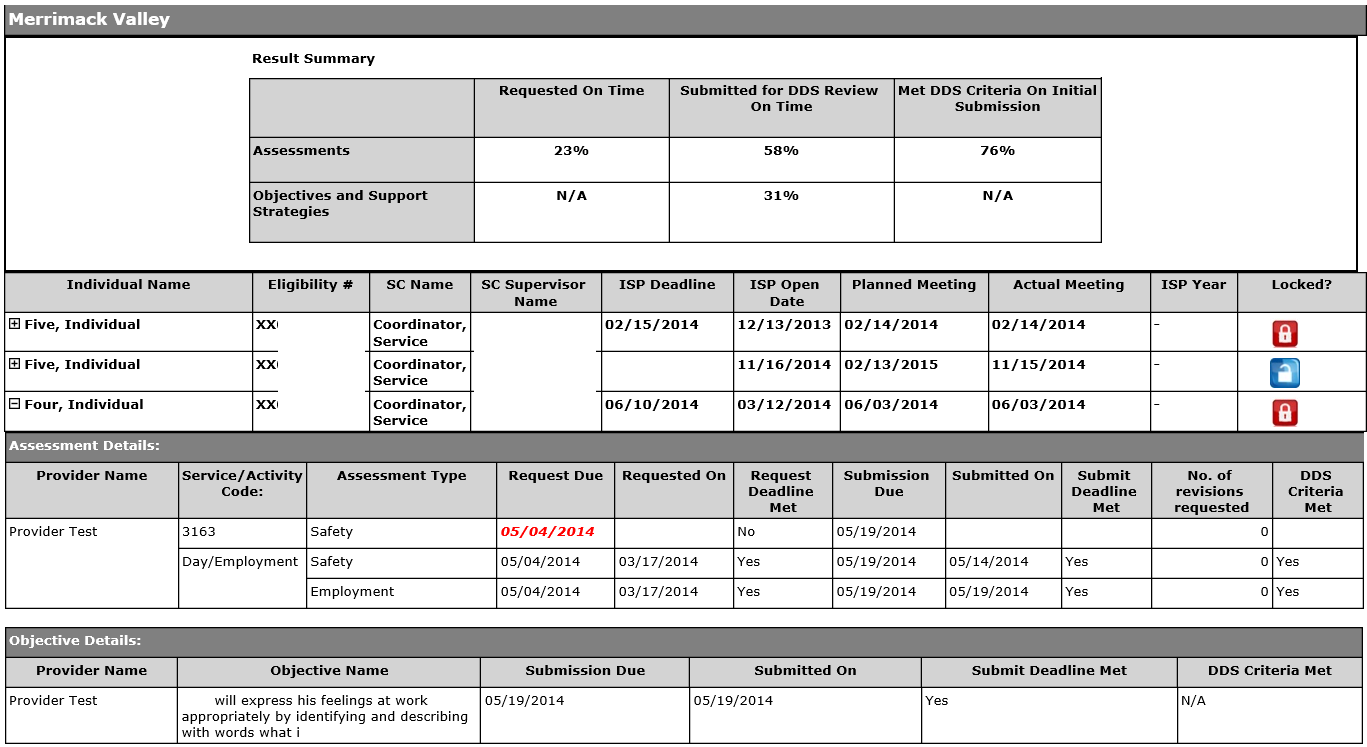 Merrimack Valley
Result Summary
Requested On Time Submitted for DDS Review Met DDS Criteria On Initial
On Time Submission
Assessments 23% 58% 76%
Objectives and Support N/A 31% N/A
Strategies
Individual Name Eligibility # SC Name SC Supervisor ISP Deadline ISP Open Planned Meeting Actual Meeting ISP Year Locked?
Name Date
Five, Individual XX Coordinator, 02/15/2014 12/13/2013 02/14/2014 02/14/2014 -
Service
Five, Individual XX Coordinator, 11/16/2014 02/13/2015 11/15/2014 -
Service
Four, Individual XX Coordinator, 06/10/2014 03/12/2014 06/03/2014 06/03/2014 -
Service
Assessment Details:
Provider Name Service/Activity Assessment Type Request Due Requested On Request Submission Submitted On Submit No. of DDS
Code: Deadline Due Deadline revisions Criteria
Met Met requested Met
Provider Test 3163 Safety 05/04/2014 No 05/19/2014 0
Day/Employment Safety 05/04/2014 03/17/2014 Yes 05/19/2014 05/14/2014 Yes 0 Yes
Employment 05/04/2014 03/17/2014 Yes 05/19/2014 05/19/2014 Yes 0 Yes
Objective Details:
Provider Name Objective Name Submission Due Submitted On Submit Deadline Met DDS Criteria Met
Provider Test will express his feelings at work 05/19/2014 05/19/2014 Yes N/A
appropriately by identifying and describing
with words what i